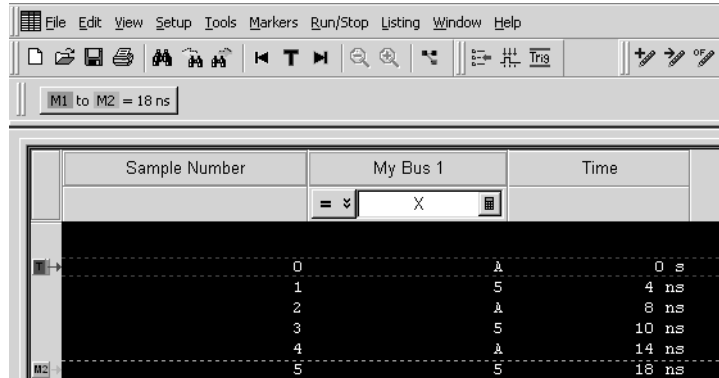 File Edit View Setup Tools Markers Run/Stop Listing Window Help
T Trig
M1 to M2 = 18 ns
Sample Number My Bus 1 Time
= X
T 0 A 0 s
1 5 4 ns
2 A 8 ns
3 5 10 ns
4 A 14 ns
M2 5 5 18 ns